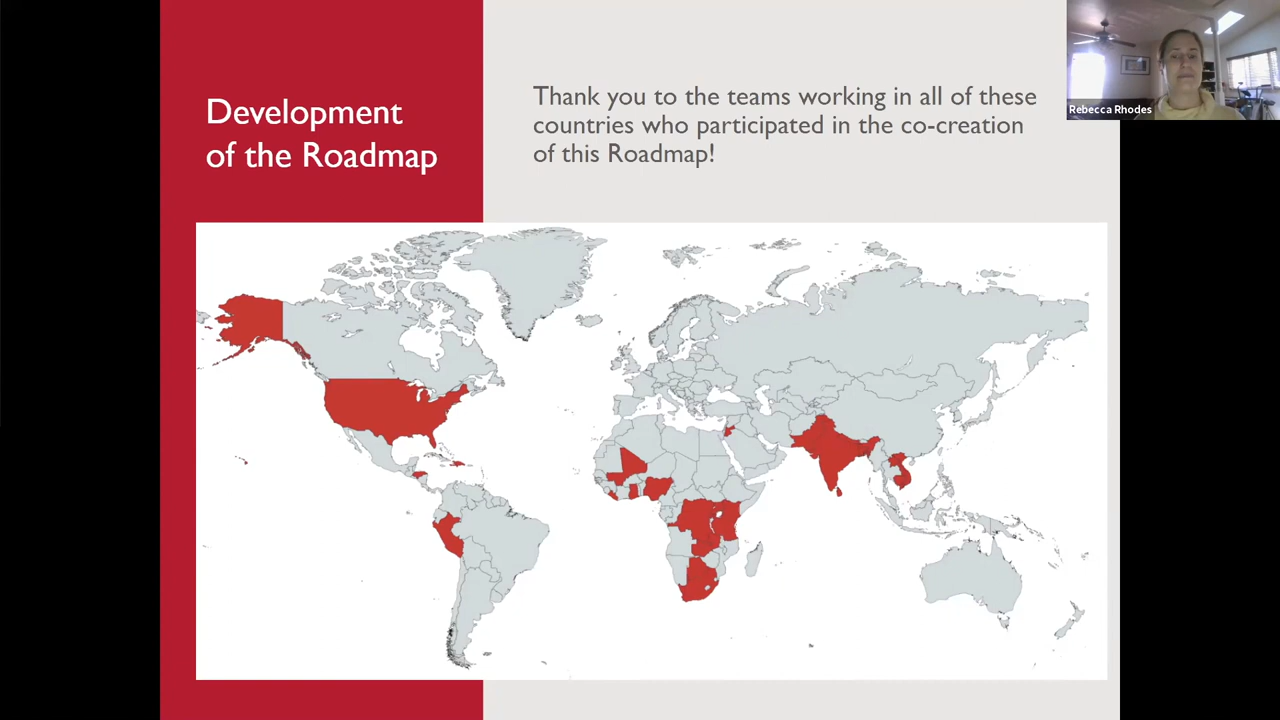 Development
of the Roadmap
Thank you to the teams working in all of these
countries who participated in the co-creation
of this Roadmap!
Rebecca Rhodes